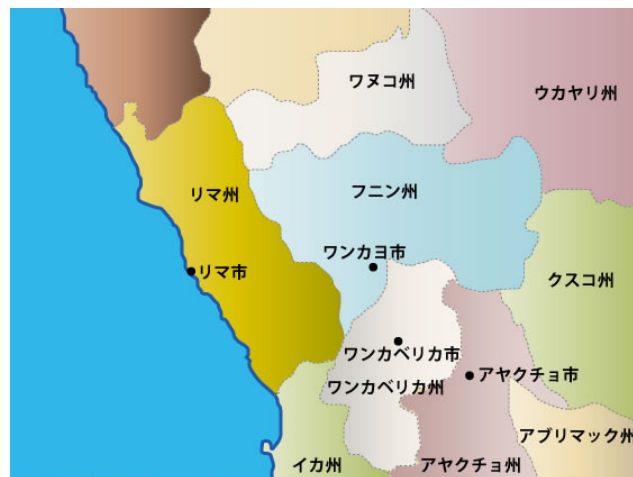 ワヌコ州
ウカヤリ州
リマ州
フニン州
ワンカヨ市
リマ市
クスコ州
ワンカベリカ市
アヤクチョ市
ワンカベリカ州
アプリマック州
イカ州
アヤクチョ州